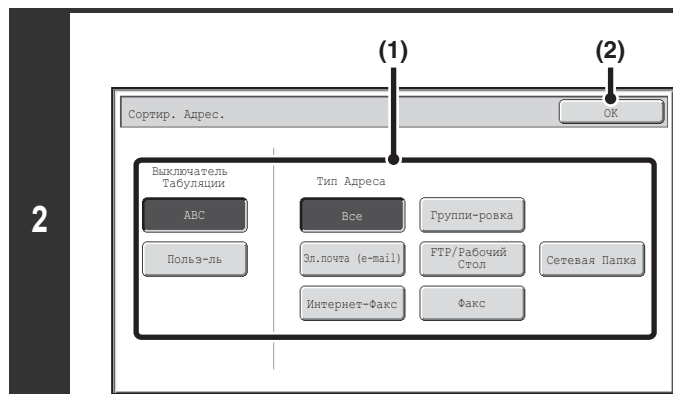 2
(1)
(2)
Сортир. Адрес.
OK
Выключатель
Табуляции
Тип Адреса
ABC
Все
Группи-ровка
Польз-ль
Эл.почта (e-mail)
FTP/Рабочий
Стол
Сетевая Папка
Интернет-Факс
Факс